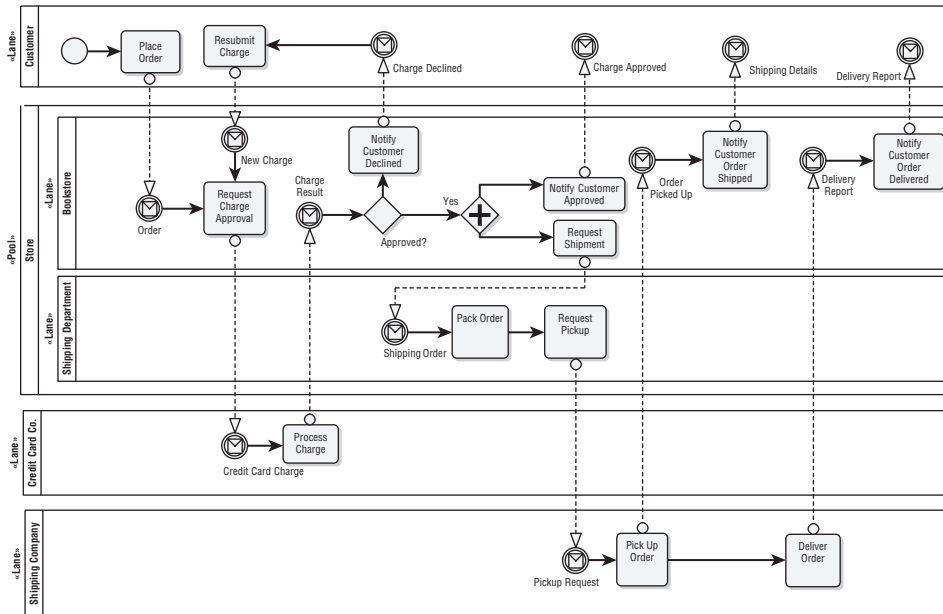 «Lane»
Customer
Place
Order
Resubmit
Charge
Charge Declined
Charge Approved
Shipping Details
Delivery Report
«Pool»
Store
«Lane»
Bookstore
Order
New Charge
Request
Charge
Approval
Charge
Result
Notify
Customer
Declined
Approved?
Yes
Notify Customer
Approved
Request
Shipment
Order
Picked Up
Notify
Customer
Order
Shipped
Delivery
Report
Notify
Customer
Order
Delivered
«Lane»
Shipping Department
Shipping Order
Pack Order
Request
Pickup
«Lane»
Credit Card Co.
Credit Card Charge
Process
Charge
«Lane»
Shipping Company
Pickup Request
Pick Up
Order
Deliver
Order